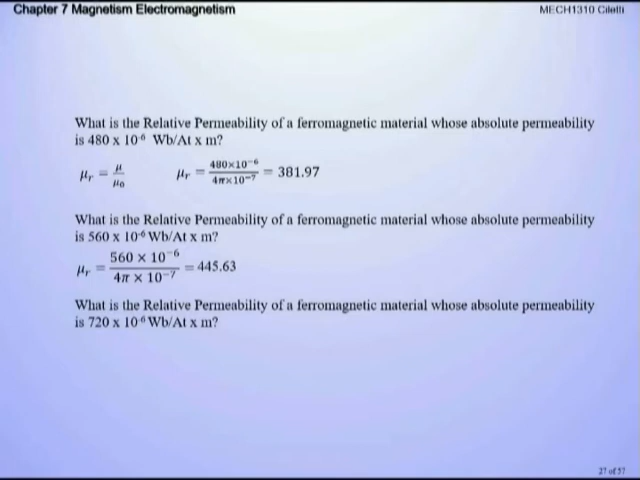 Chapter 7 Magnetism Electromagnetism
MECH1310 Ciletti
What is the Relative Permeability of a ferromagnetic material whose absolute permeability
is 480 x 10⁻⁶ Wb/At x m?
μᵣ = μ/μ₀    μᵣ = 480×10⁻⁶/4π×10⁻⁷ = 381.97
What is the Relative Permeability of a ferromagnetic material whose absolute permeability
is 560 x 10⁻⁶ Wb/At x m?
μᵣ = 560 × 10⁻⁶/4π × 10⁻⁷ = 445.63
What is the Relative Permeability of a ferromagnetic material whose absolute permeability
is 720 x 10⁻⁶ Wb/At x m?
27 of 57